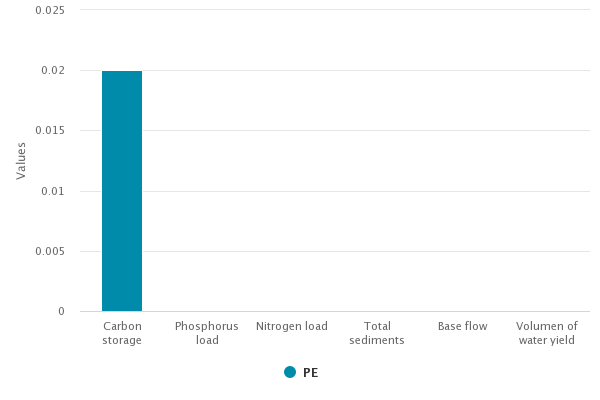 0.025
0.02
0.015
0.01
0.005
0
Values
Carbon
storage
Phosphorus
load
Nitrogen load
Total
sediments
Base flow
Volumen of
water yield
PE